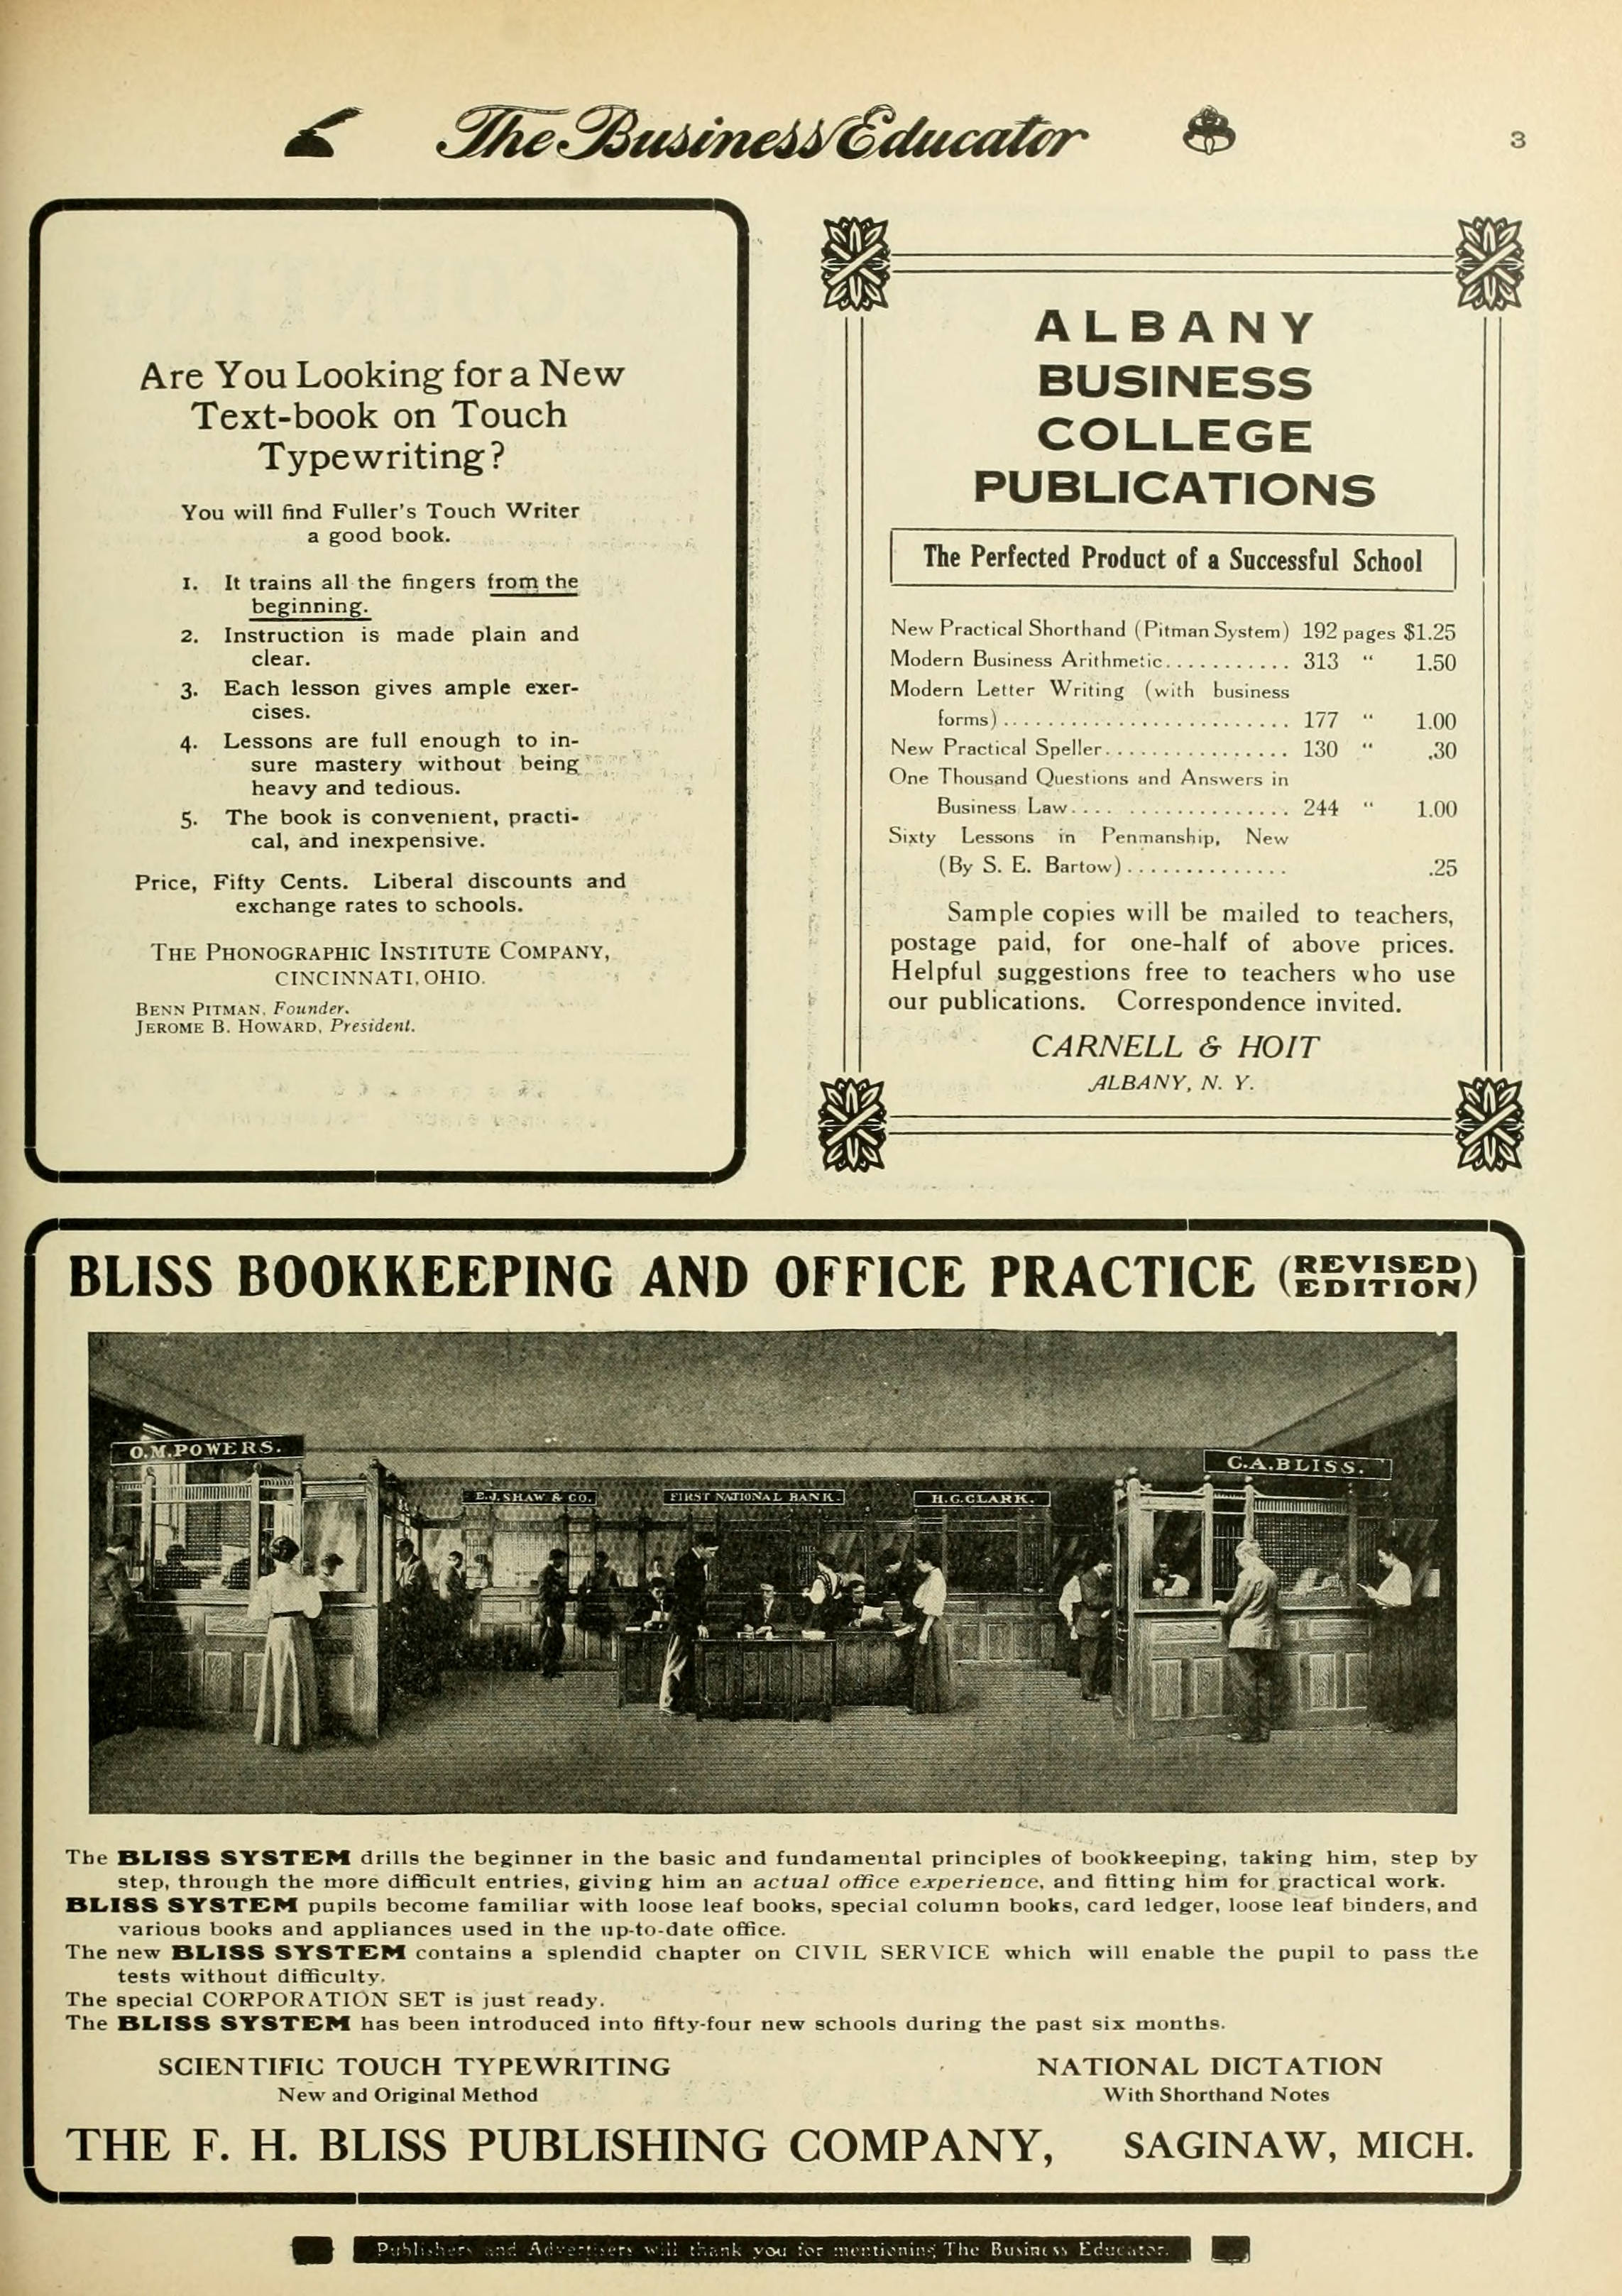 The Business Educator
3
Are You Looking for a New
Text-book on Touch
Typewriting?
You will find Fuller's Touch Writer
a good book.
1. It trains all the fingers from the
beginning.
2. Instruction is made plain and
clear.
3. Each lesson gives ample exer-
cises.
4. Lessons are full enough to in-
sure mastery without being
heavy and tedious.
5. The book is convenient, practi-
cal, and inexpensive.
Price, Fifty Cents. Liberal discounts and
exchange rates to schools.
THE PHONOGRAPHIC INSTITUTE COMPANY,
CINCINNATI, OHIO.
BENN PITMAN, Founder.
JEROME B. HOWARD, President.
ALBANY
BUSINESS
COLLEGE
PUBLICATIONS
The Perfected Product of a Successful School
New Practical Shorthand (Pitman System) 192 pages $1.25
Modern Business Arithmetic........... 313 " 1.50
Modern Letter Writing (with business
forms)......................... 177 " 1.00
New Practical Speller................ 130 " .30
One Thousand Questions and Answers in
Business Law.... ................ 244 " 1.00
Sixty Lessons in Penmanship, New
(By S. E. Bartow).............. .25
Sample copies will be mailed to teachers,
postage paid, for one-half of above prices.
Helpful suggestions free to teachers who use
our publications. Correspondence invited.
CARNELL & HOIT
ALBANY, N. Y.
BLISS BOOKKEEPING AND OFFICE PRACTICE (REVISED EDITION)
O.M.POWERS.
E.J.SHAW & CO.
FIRST NATIONAL BANK.
H.G.CLARK.
C.A.BLISS.
The BLISS SYSTEM drills the beginner in the basic and fundamental principles of bookkeeping, taking him, step by
step, through the more difficult entries, giving him an actual office experience, and fitting him for practical work.
BLISS SYSTEM pupils become familiar with loose leaf books, special column books, card ledger, loose leaf binders, and
various books and appliances used in the up-to-date office.
The new BLISS SYSTEM contains a splendid chapter on CIVIL SERVICE which will enable the pupil to pass the
tests without difficulty.
The special CORPORATION SET is just ready.
The BLISS SYSTEM has been introduced into fifty-four new schools during the past six months.
SCIENTIFIC TOUCH TYPEWRITING
New and Original Method
NATIONAL DICTATION
With Shorthand Notes
THE F. H. BLISS PUBLISHING COMPANY, SAGINAW, MICH.
Publishers and Advertisers will thank you for mentioning The Business Educator.